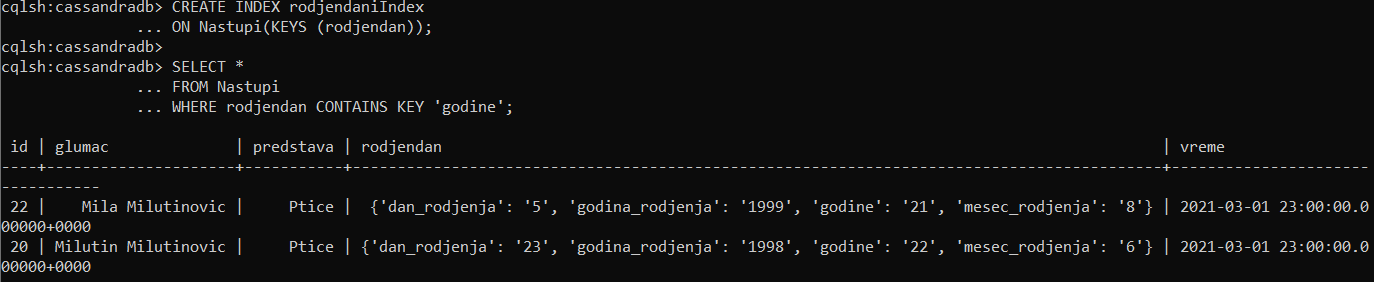 cqlsh:cassandradb> CREATE INDEX rodjendaniIndex
               ... ON Nastupi(KEYS (rodjendan));
cqlsh:cassandradb>
cqlsh:cassandradb> SELECT *
               ... FROM Nastupi
               ... WHERE rodjendan CONTAINS KEY 'godine';
 id | glumac              | predstava | rodjendan                                                                               | vreme
----+---------------------+-----------+-----------------------------------------------------------------------------------------+---------------------
-----------
 22 |    Mila Milutinovic |     Ptice |  {'dan_rodjenja': '5', 'godina_rodjenja': '1999', 'godine': '21', 'mesec_rodjenja': '8'} | 2021-03-01 23:00:00.0
00000+0000
 20 | Milutin Milutinovic |     Ptice | {'dan_rodjenja': '23', 'godina_rodjenja': '1998', 'godine': '22', 'mesec_rodjenja': '6'} | 2021-03-01 23:00:00.0
00000+0000